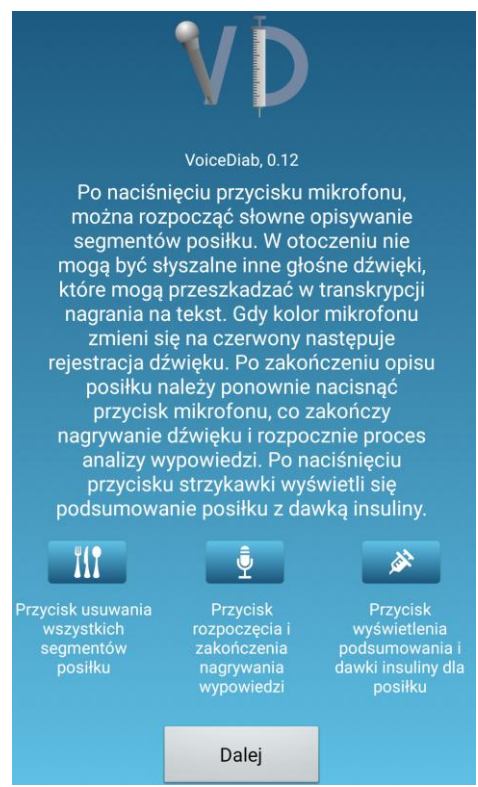 VD
VoiceDiab, 0.12
Po naciśnięciu przycisku mikrofonu,
można rozpocząć słowne opisywanie
segmentów posiłku. W otoczeniu nie
mogą być słyszalne inne głośne dźwięki,
które mogą przeszkadzać w transkrypcji
nagrania na tekst. Gdy kolor mikrofonu
zmieni się na czerwony następuje
rejestracja dźwięku. Po zakończeniu opisu
posiłku należy ponownie nacisnąć
przycisk mikrofonu, co zakończy
nagrywanie dźwięku i rozpocznie proces
analizy wypowiedzi. Po naciśnięciu
przycisku strzykawki wyświetli się
podsumowanie posiłku z dawką insuliny.
Przycisk usuwania
wszystkich
segmentów
posiłku
Przycisk
rozpoczęcia i
zakończenia
nagrywania
wypowiedzi
Przycisk
wyświetlenia
podsumowania i
dawki insuliny dla
posiłku
Dalej